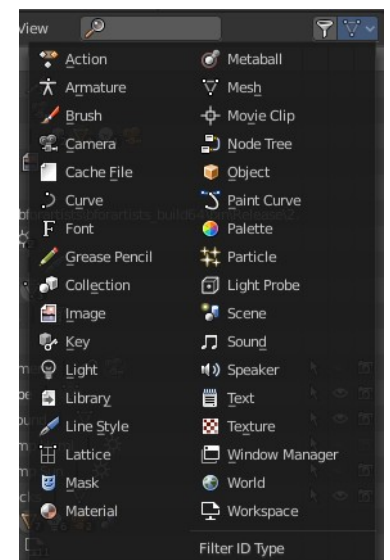 View
Action
Armature
Brush
Camera
Cache File
Curve
Font
Grease Pencil
Collection
Image
Key
Light
Library
Line Style
Lattice
Mask
Material
Metaball
Mesh
Movie Clip
Node Tree
Object
Paint Curve
Palette
Particle
Light Probe
Scene
Sound
Speaker
Text
Texture
Window Manager
World
Workspace
Filter ID Type